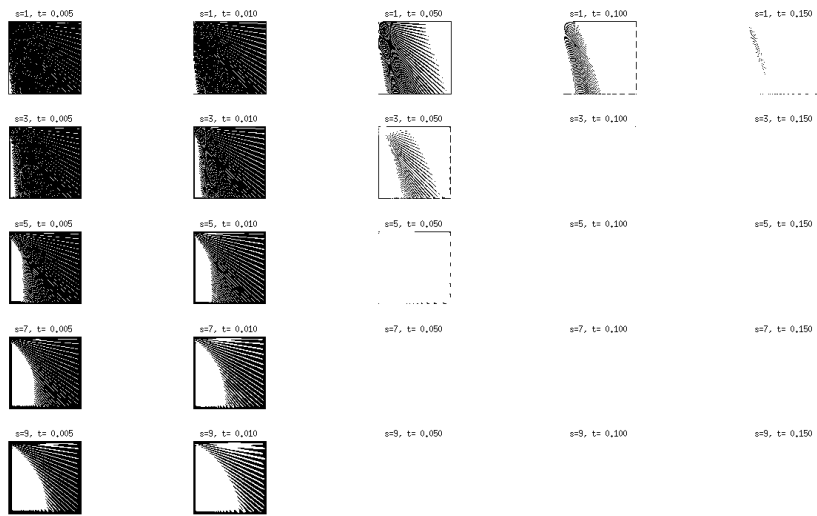 s=1, t= 0.005 s=1, t= 0.010 s=1, t= 0.050 s=1, t= 0.100 s=1, t= 0.150
s=3, t= 0.005 s=3, t= 0.010 s=3, t= 0.050 s=3, t= 0.100 s=3, t= 0.150
s=5, t= 0.005 s=5, t= 0.010 s=5, t= 0.050 s=5, t= 0.100 s=5, t= 0.150
s=7, t= 0.005 s=7, t= 0.010 s=7, t= 0.050 s=7, t= 0.100 s=7, t= 0.150
s=9, t= 0.005 s=9, t= 0.010 s=9, t= 0.050 s=9, t= 0.100 s=9, t= 0.150